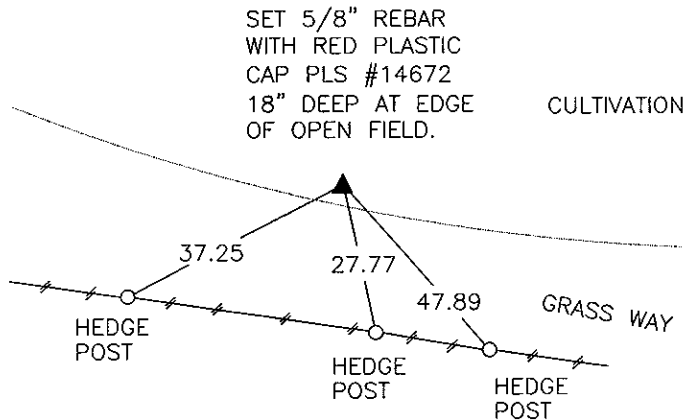 SET 5/8" REBAR
WITH RED PLASTIC
CAP PLS #14672
18" DEEP AT EDGE
OF OPEN FIELD.
CULTIVATION
37.25
27.77
47.89
GRASS WAY
HEDGE
POST
HEDGE
POST
HEDGE
POST